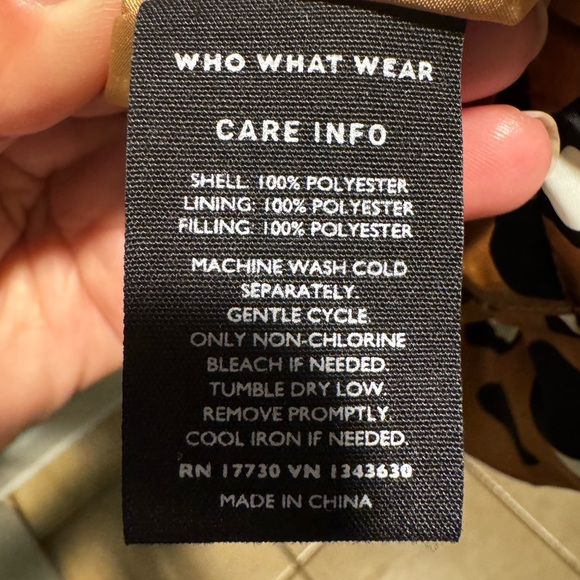 WHO WHAT WEAR
CARE INFO
SHELL: 100% POLYESTER
LINING: 100% POLYESTER
FILLING: 100% POLYESTER
MACHINE WASH COLD
SEPARATELY.
GENTLE CYCLE.
ONLY NON-CHLORINE
BLEACH IF NEEDED.
TUMBLE DRY LOW.
REMOVE PROMPTLY.
COOL IRON IF NEEDED.
RN 17730 VN 1343630
MADE IN CHINA